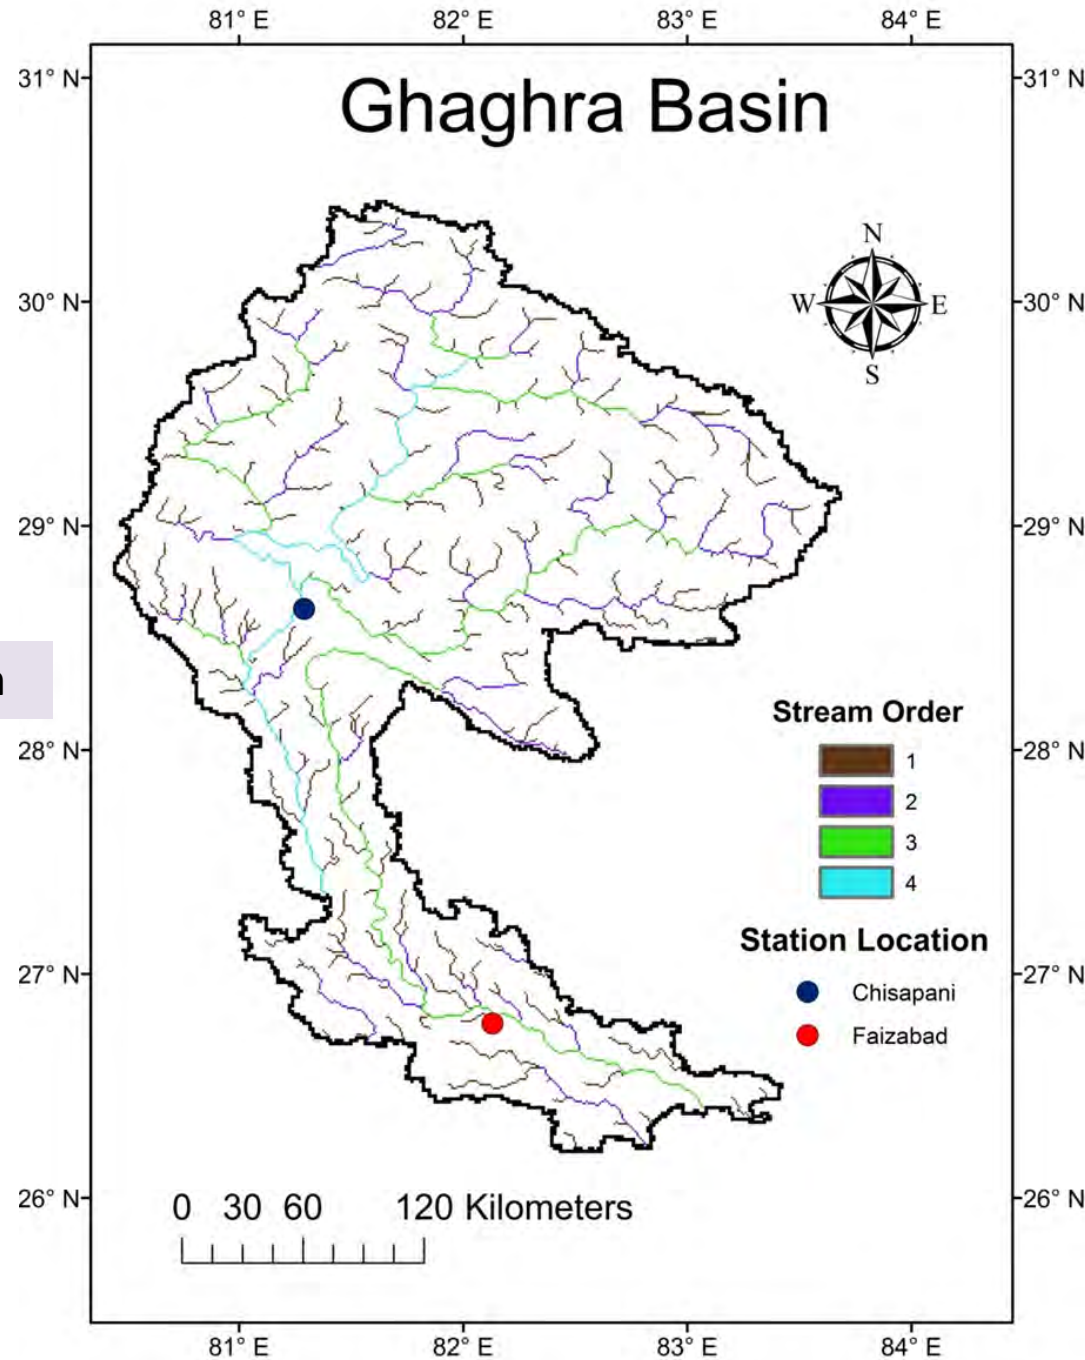 81° E 82° E 83° E 84° E
31° N 31° N
Ghaghra Basin
N
30° N W E 30° N
S
29° N 29° N
n
Stream Order
28° N 28° N
1
2
3
4
Station Location
27° N 27° N
Chisapani
Faizabad
26° N 26° N
0 30 60 120 Kilometers
81° E 82° E 83° E 84° E